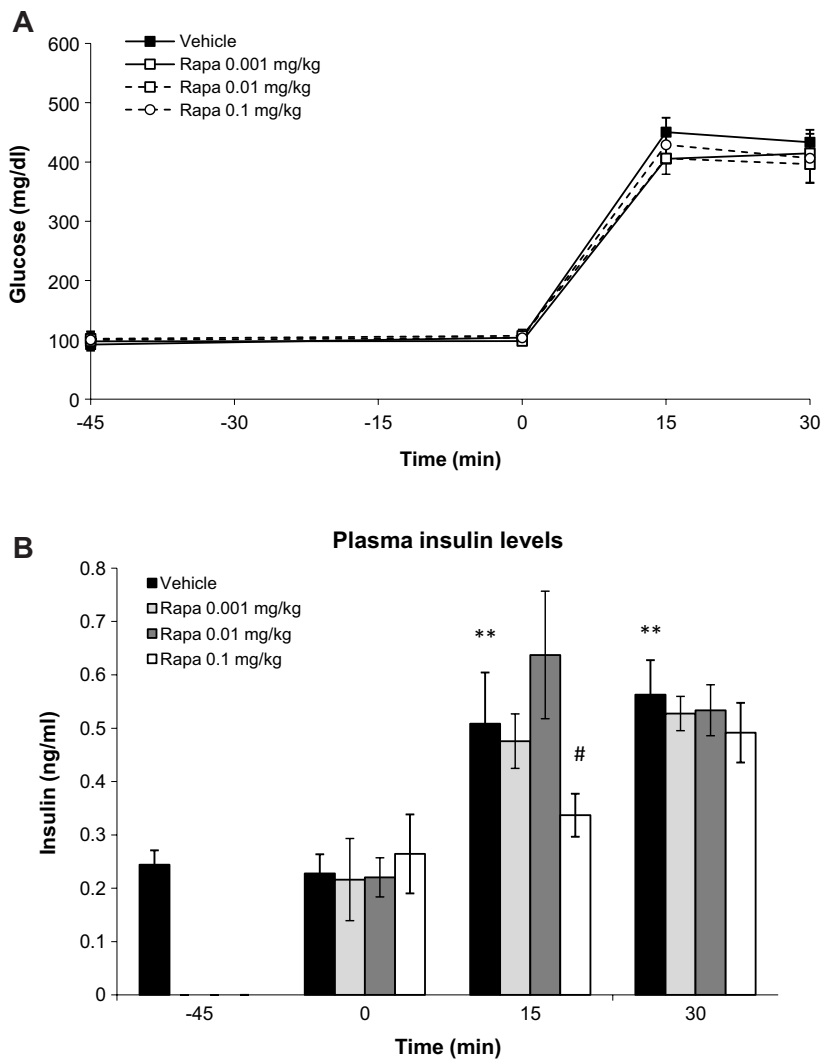 A
Vehicle
Rapa 0.001 mg/kg
Rapa 0.01 mg/kg
Rapa 0.1 mg/kg
600
500
400
300
200
100
0
Glucose (mg/dl)
-45 -30 -15 0 15 30
Time (min)
B
Plasma insulin levels
Vehicle
Rapa 0.001 mg/kg
Rapa 0.01 mg/kg
Rapa 0.1 mg/kg
0.8
0.7
0.6
0.5
0.4
0.3
0.2
0.1
0
Insulin (ng/ml)
** # **
-45 0 15 30
Time (min)